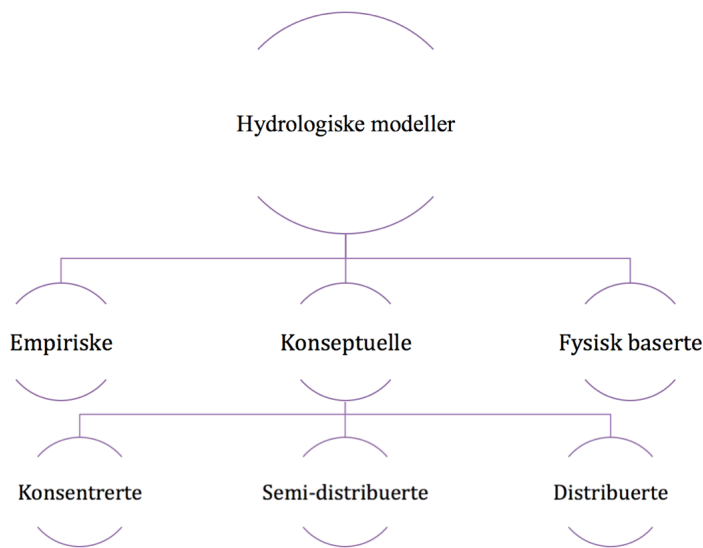 Hydrologiske modeller
Empiriske
Konseptuelle
Fysisk baserte
Konsentrerte
Semi-distribuerte
Distribuerte